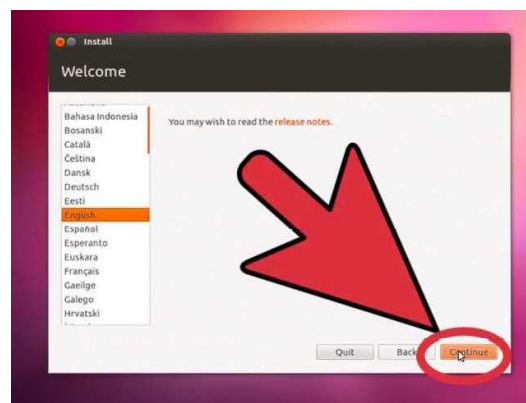 Install
Welcome
Bahasa Indonesia
Bosanski
Català
Čeština
Dansk
Deutsch
Eesti
English
Español
Esperanto
Euskara
Français
Gaeilge
Galego
Hrvatski
You may wish to read the release notes.
Quit
Back
Continue